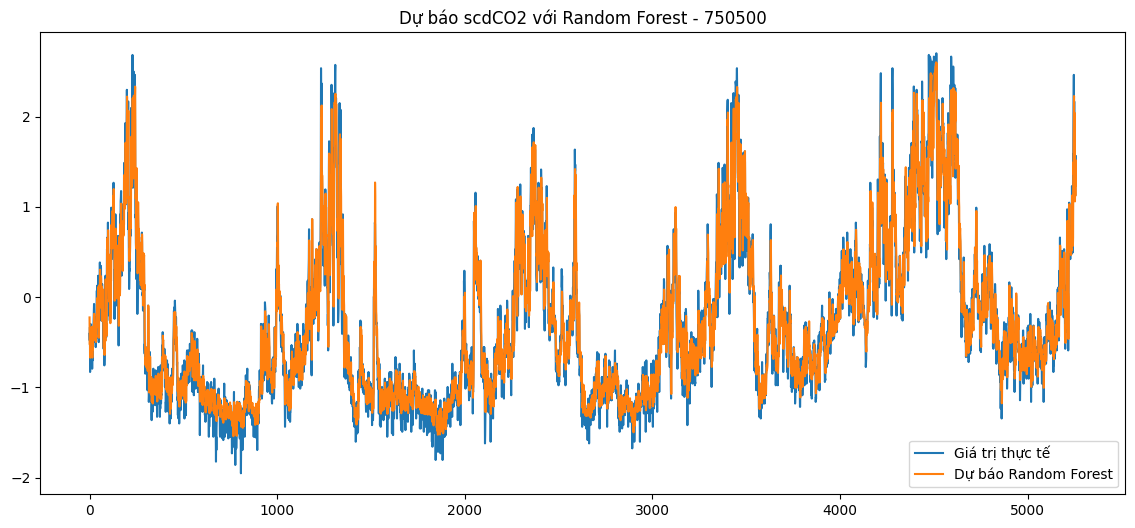 Dự báo scdCO2 với Random Forest - 750500
2
1
0
−1
−2
Giá trị thực tế
Dự báo Random Forest
0 1000 2000 3000 4000 5000